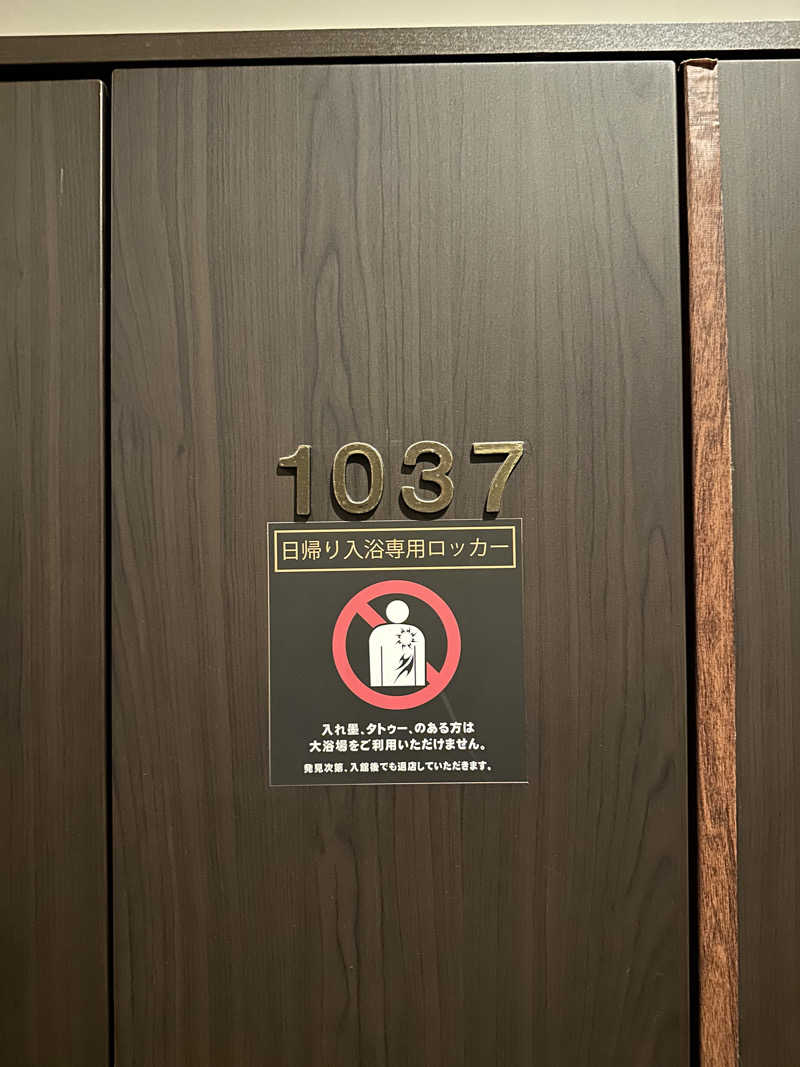 1037
日帰り入浴専用ロッカー
入れ墨、タトゥー、のある方は
大浴場をご利用いただけません。
発見次第、入館後でも退店していただきます。